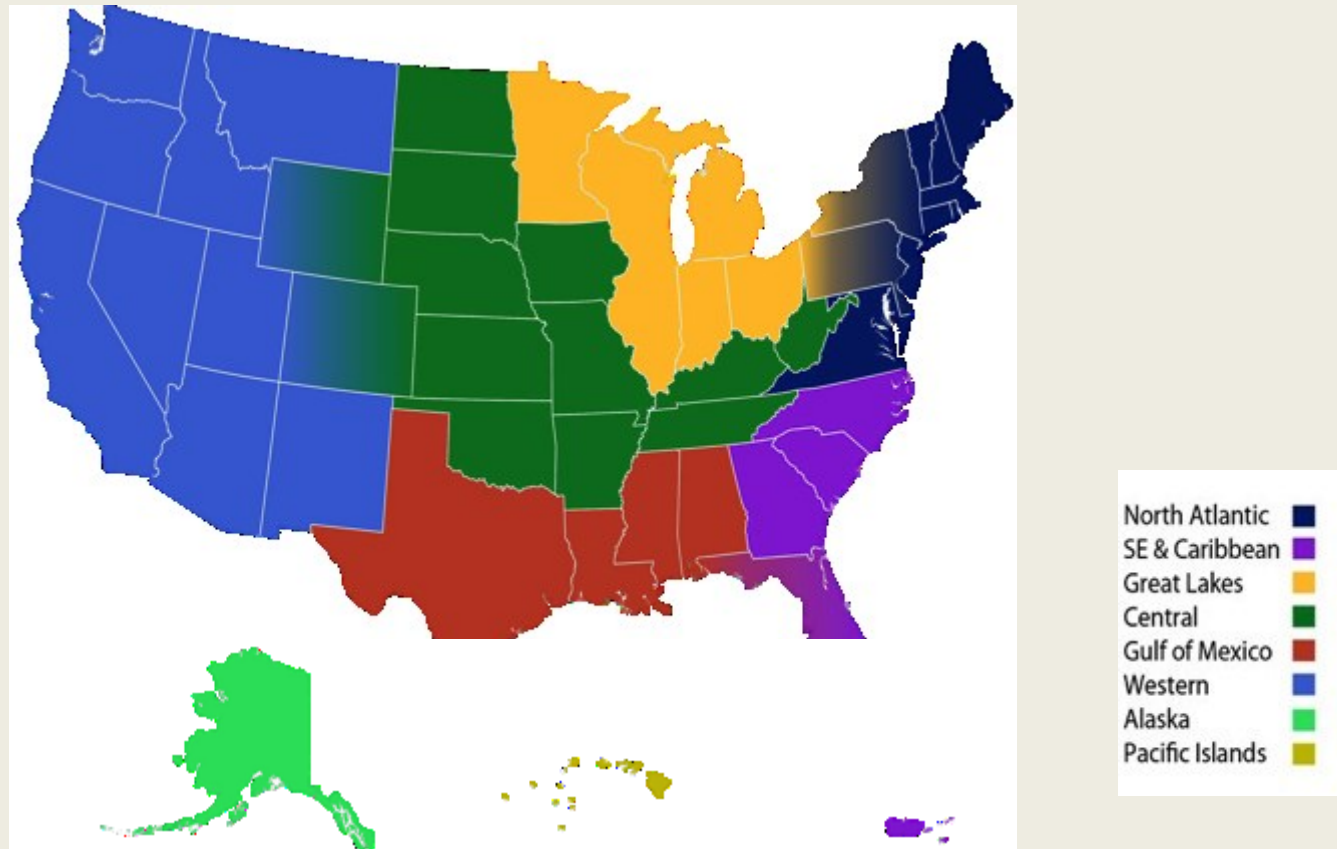 North Atlantic
SE & Caribbean
Great Lakes
Central
Gulf of Mexico
Western
Alaska
Pacific Islands